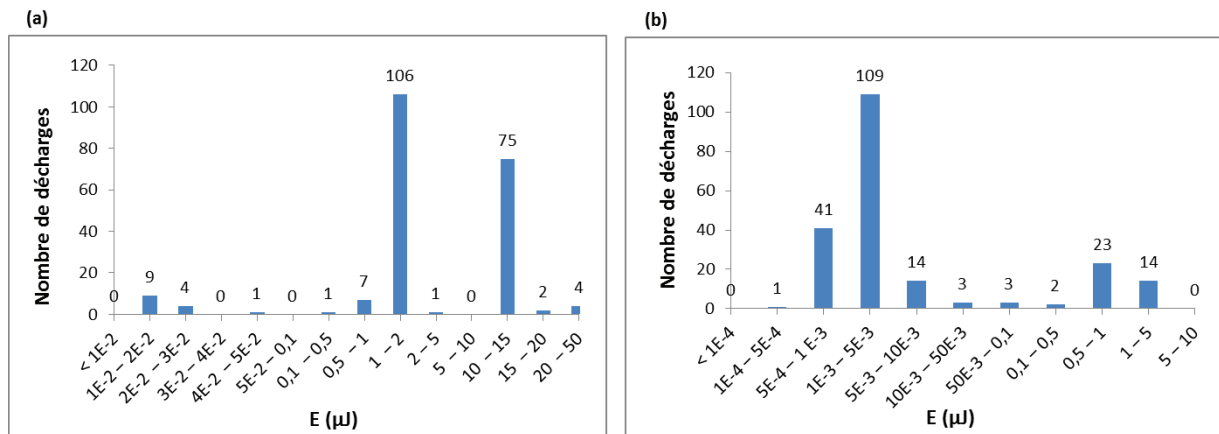 (a)
Nombre de décharges
120
100
80
60
40
20
0
0
9
4
0
1
0
1
7
106
1
0
75
2
4
< 1E-2
1E-2 – 2E-2
2E-2 – 3E-2
3E-2 – 4E-2
4E-2 – 5E-2
5E-2 – 0,1
0,1 – 0,5
0,5 – 1
1 – 2
2 – 5
5 – 10
10 – 15
15 – 20
20 – 50
E (µJ)
(b)
Nombre de décharges
120
100
80
60
40
20
0
0
1
41
109
14
3
3
2
23
14
0
< 1E-4
1E-4 – 5E-4
5E-4 – 1 E-3
1E-3 – 5E-3
5E-3 – 10E-3
10E-3 – 50E-3
50E-3 – 0,1
0,1 – 0,5
0,5 – 1
1 – 5
5 – 10
E (µJ)